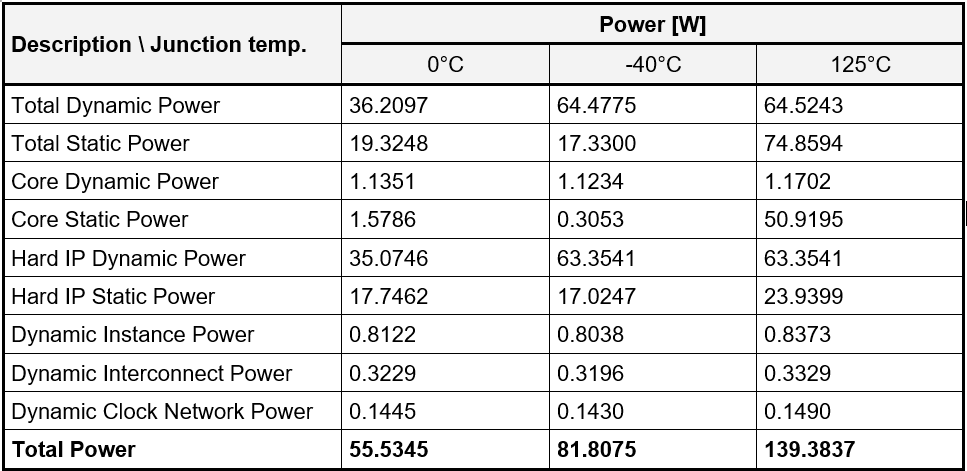 Description \ Junction temp. Power [W]
0°C -40°C 125°C
Total Dynamic Power 36.2097 64.4775 64.5243
Total Static Power 19.3248 17.3300 74.8594
Core Dynamic Power 1.1351 1.1234 1.1702
Core Static Power 1.5786 0.3053 50.9195
Hard IP Dynamic Power 35.0746 63.3541 63.3541
Hard IP Static Power 17.7462 17.0247 23.9399
Dynamic Instance Power 0.8122 0.8038 0.8373
Dynamic Interconnect Power 0.3229 0.3196 0.3329
Dynamic Clock Network Power 0.1445 0.1430 0.1490
Total Power 55.5345 81.8075 139.3837